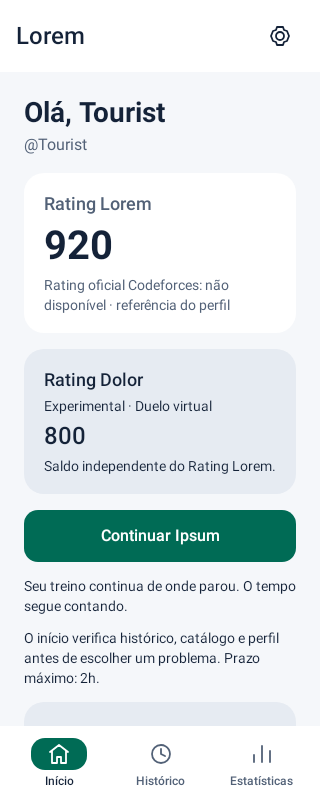 Lorem
Olá, Tourist
@Tourist
Rating Lorem
920
Rating oficial Codeforces: não
disponível · referência do perfil
Rating Dolor
Experimental · Duelo virtual
800
Saldo independente do Rating Lorem.
Continuar Ipsum
Seu treino continua de onde parou. O tempo
segue contando.
O início verifica histórico, catálogo e perfil
antes de escolher um problema. Prazo
máximo: 2h.
Início
Histórico
Estatísticas